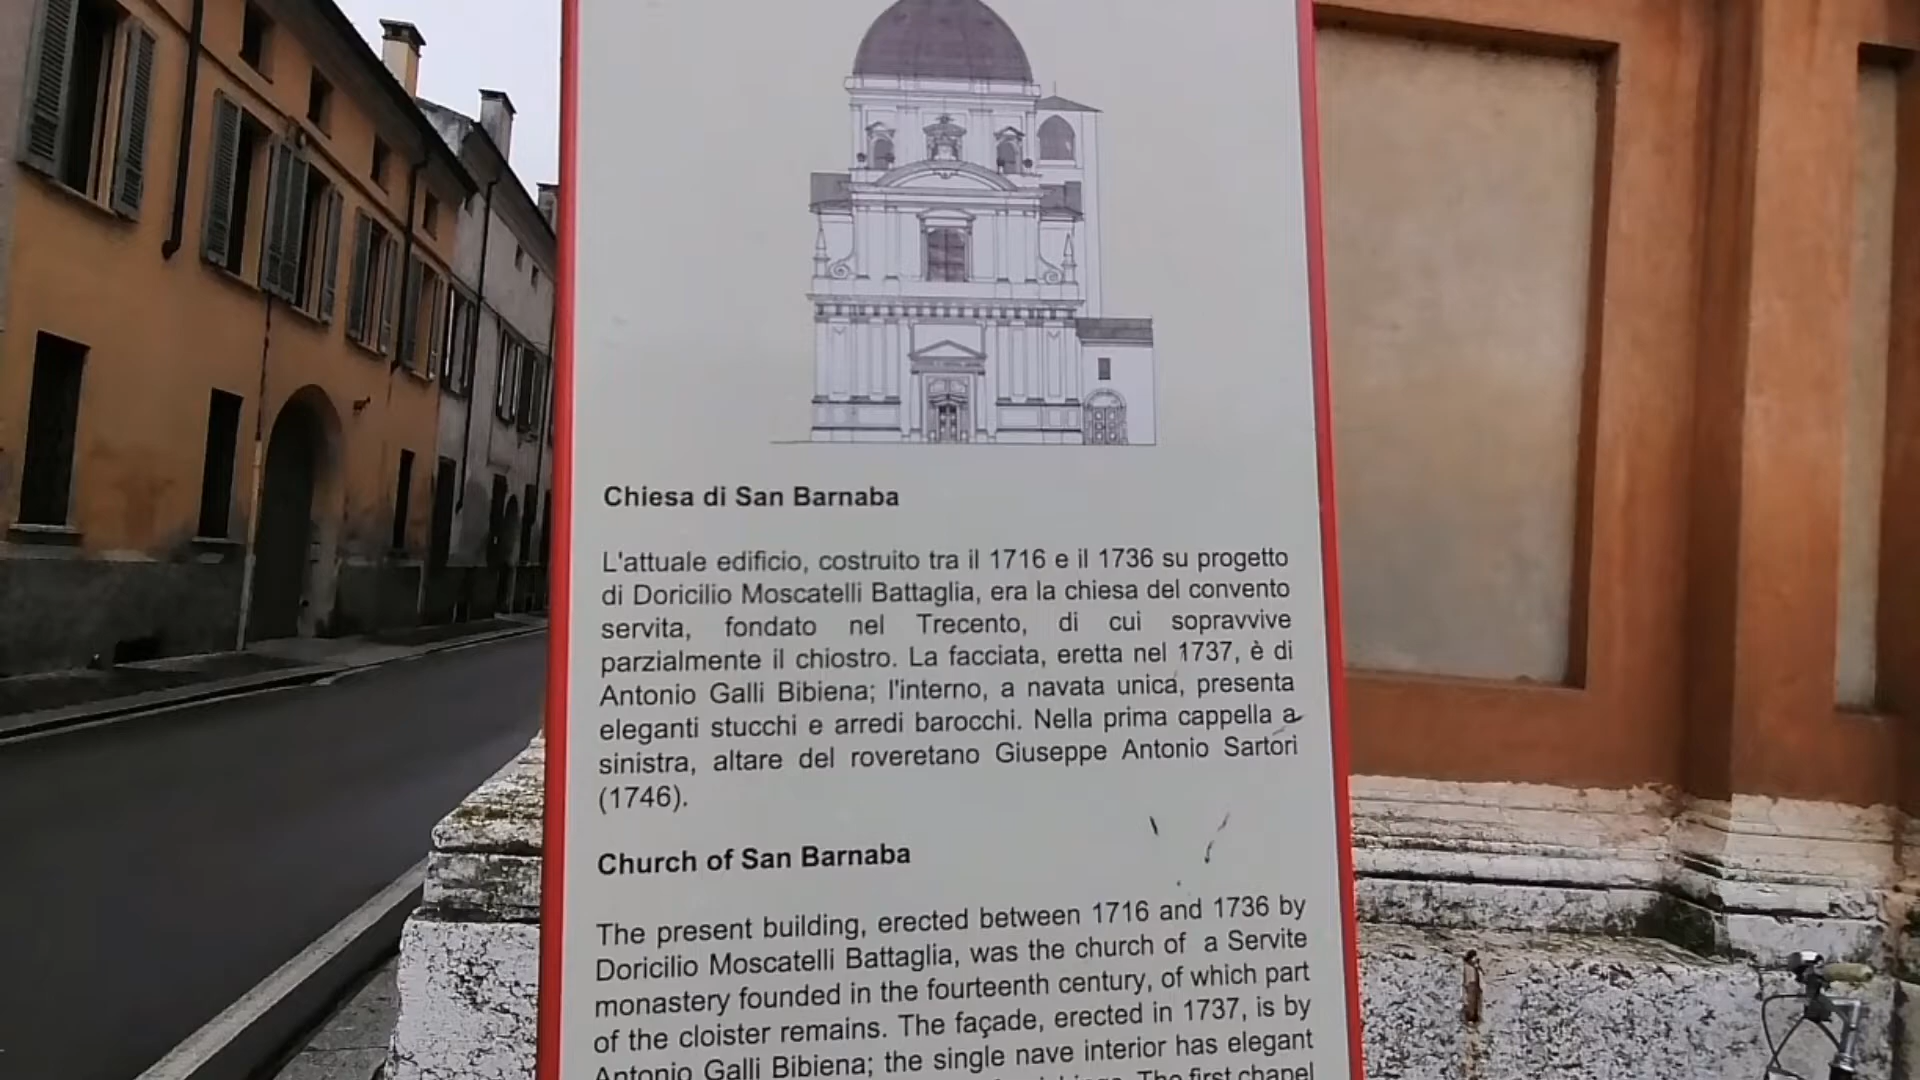 Chiesa di San Barnaba
L'attuale edificio, costruito tra il 1716 e il 1736 su progetto
di Doricilio Moscatelli Battaglia, era la chiesa del convento
servita, fondato nel Trecento, di cui sopravvive
parzialmente il chiostro. La facciata, eretta nel 1737, è di
Antonio Galli Bibiena; l'interno, a navata unica, presenta
eleganti stucchi e arredi barocchi. Nella prima cappella a
sinistra, altare del roveretano Giuseppe Antonio Sartori
(1746).
Church of San Barnaba
The present building, erected between 1716 and 1736 by
Doricilio Moscatelli Battaglia, was the church of a Servite
monastery founded in the fourteenth century, of which part
of the cloister remains. The façade, erected in 1737, is by
Antonio Galli Bibiena; the single nave interior has elegant
The first chapel